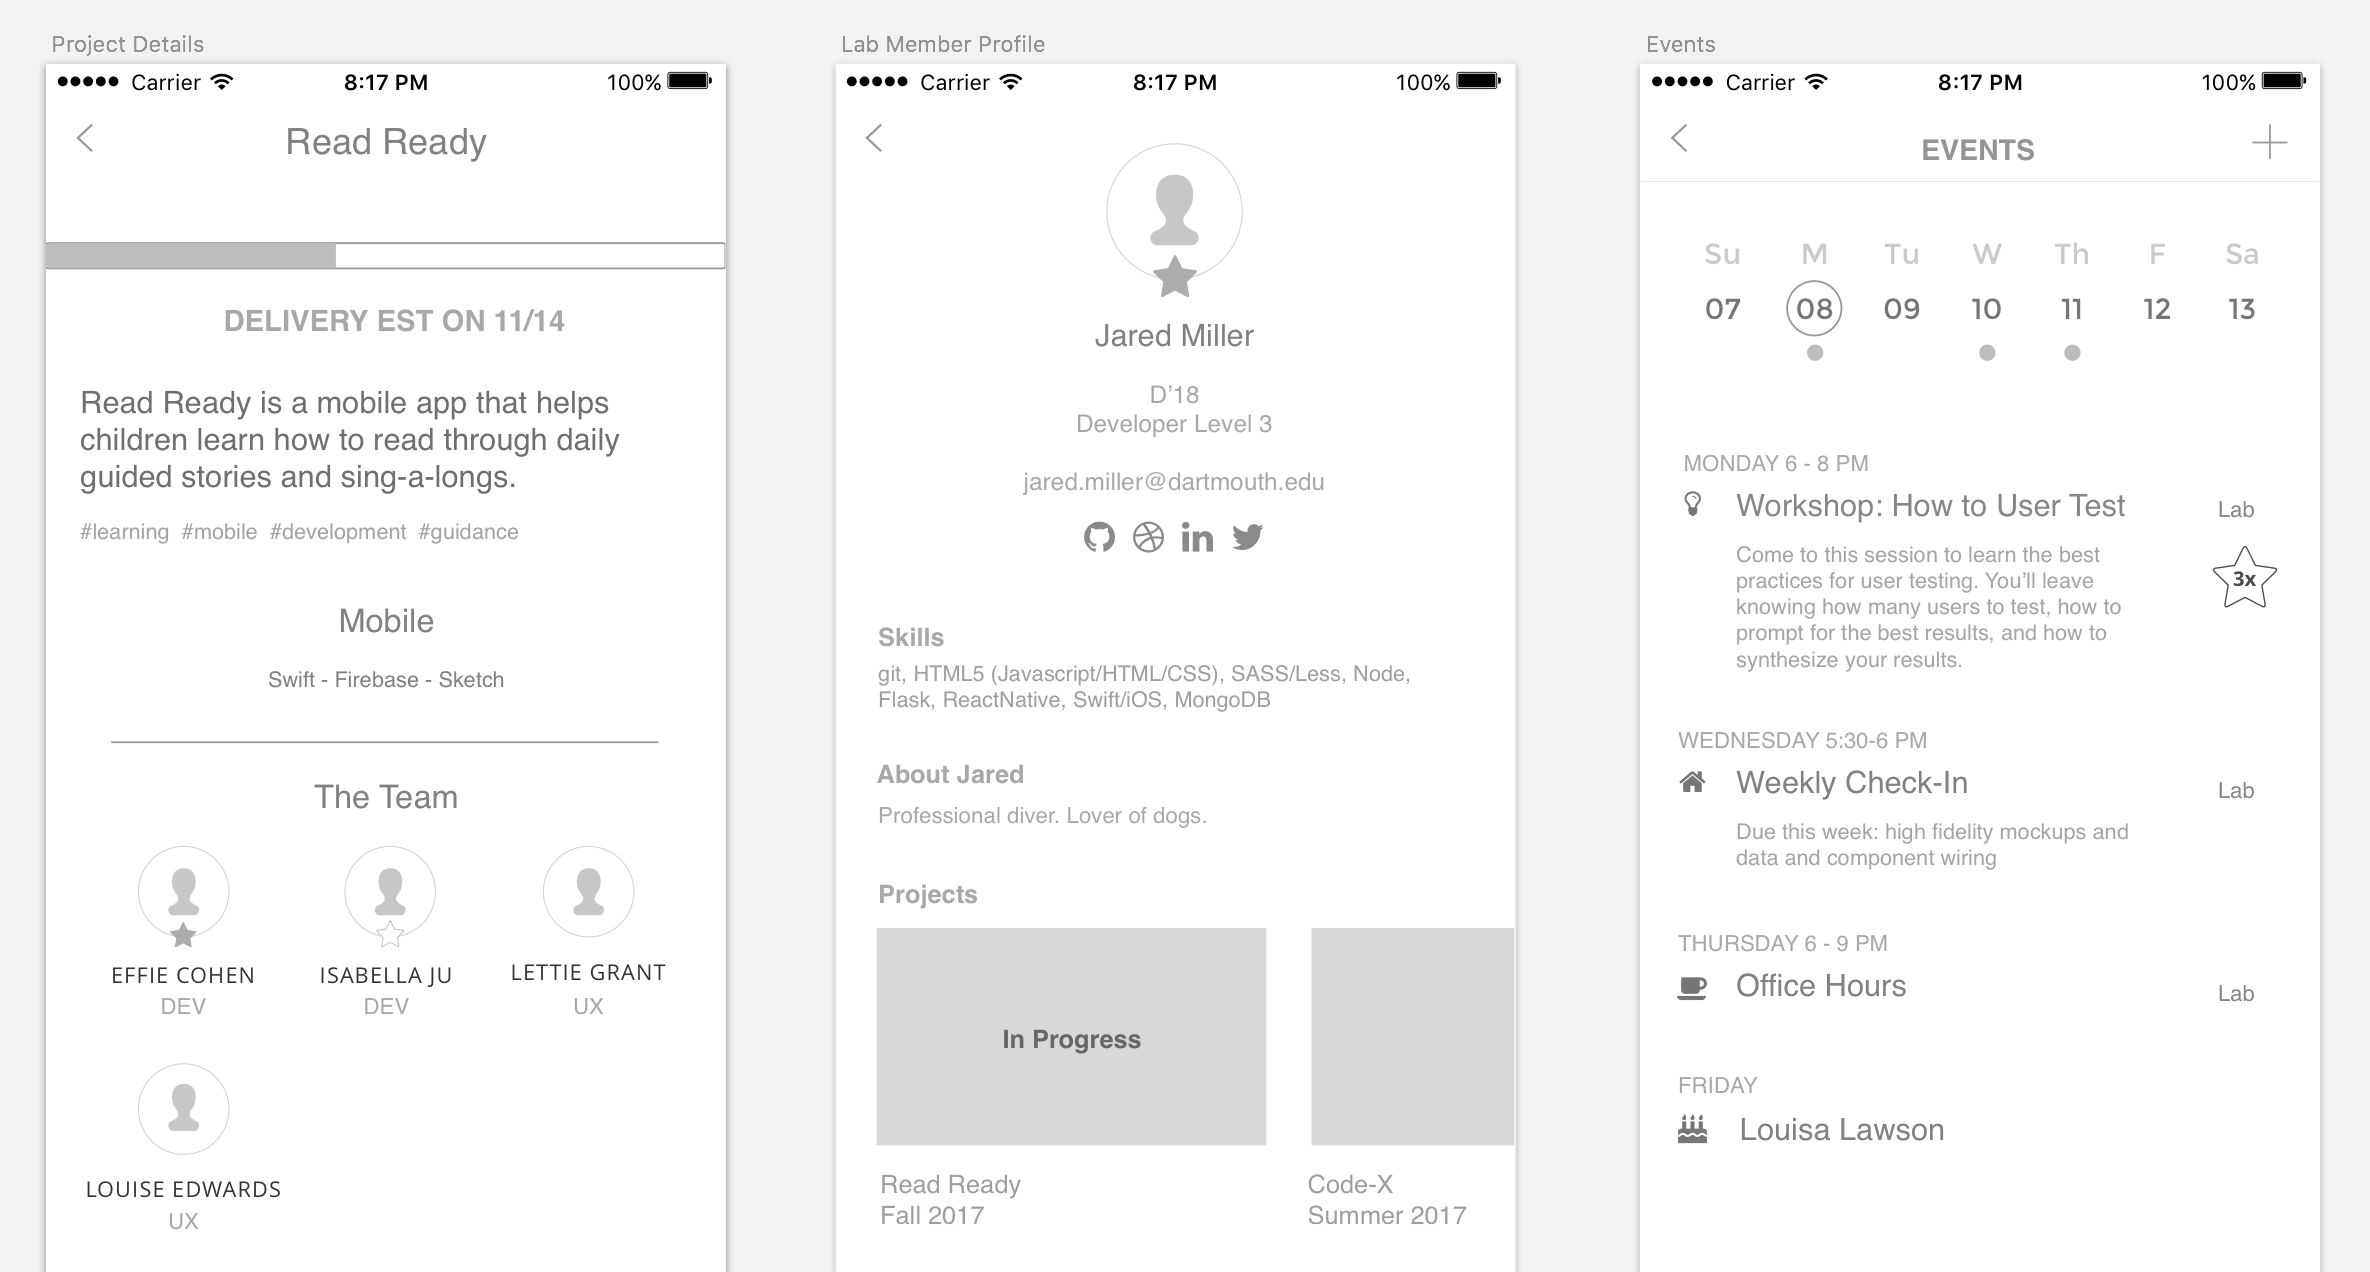 Project Details
Carrier 8:17 PM 100%
Read Ready
DELIVERY EST ON 11/14
Read Ready is a mobile app that helps
children learn how to read through daily
guided stories and sing-a-longs.
#learning #mobile #development #guidance
Mobile
Swift - Firebase - Sketch
The Team
EFFIE COHEN ISABELLA JU LETTIE GRANT
DEV DEV UX
LOUISE EDWARDS
UX
Lab Member Profile
Carrier 8:17 PM 100%
Jared Miller
D’18
Developer Level 3
jared.miller@dartmouth.edu
in
Skills
git, HTML5 (Javascript/HTML/CSS), SASS/Less, Node,
Flask, ReactNative, Swift/iOS, MongoDB
About Jared
Professional diver. Lover of dogs.
Projects
In Progress
Read Ready Code-X
Fall 2017 Summer 2017
Events
Carrier 8:17 PM 100%
EVENTS
Su M Tu W Th F Sa
07 08 09 10 11 12 13
MONDAY 6 - 8 PM
Workshop: How to User Test Lab
Come to this session to learn the best
practices for user testing. You’ll leave
3x
knowing how many users to test, how to
prompt for the best results, and how to
synthesize your results.
WEDNESDAY 5:30-6 PM
Weekly Check-In Lab
Due this week: high fidelity mockups and
data and component wiring
THURSDAY 6 - 9 PM
Office Hours Lab
FRIDAY
Louisa Lawson